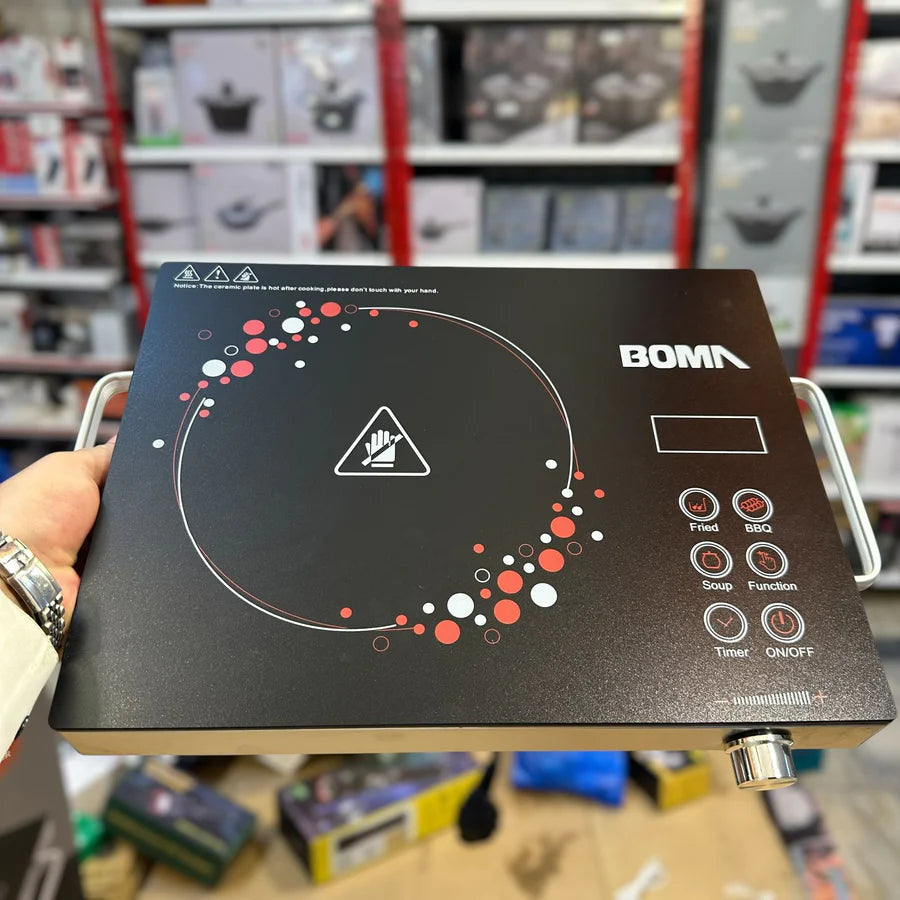 Notice: The ceramic plate is hot after cooking,please don't touch with your hand.
BOMA
Fried
BBQ
Soup
Function
Timer
ON/OFF